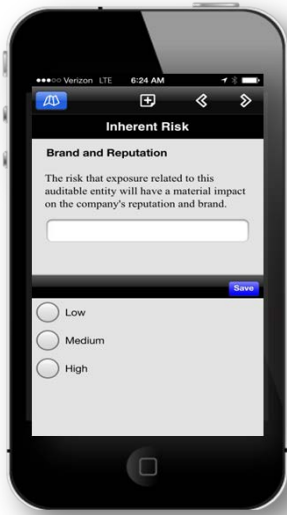 ●●●○○ Verizon LTE 6:24 AM
Inherent Risk
Brand and Reputation
The risk that exposure related to this
auditable entity will have a material impact
on the company's reputation and brand.
Save
Low
Medium
High